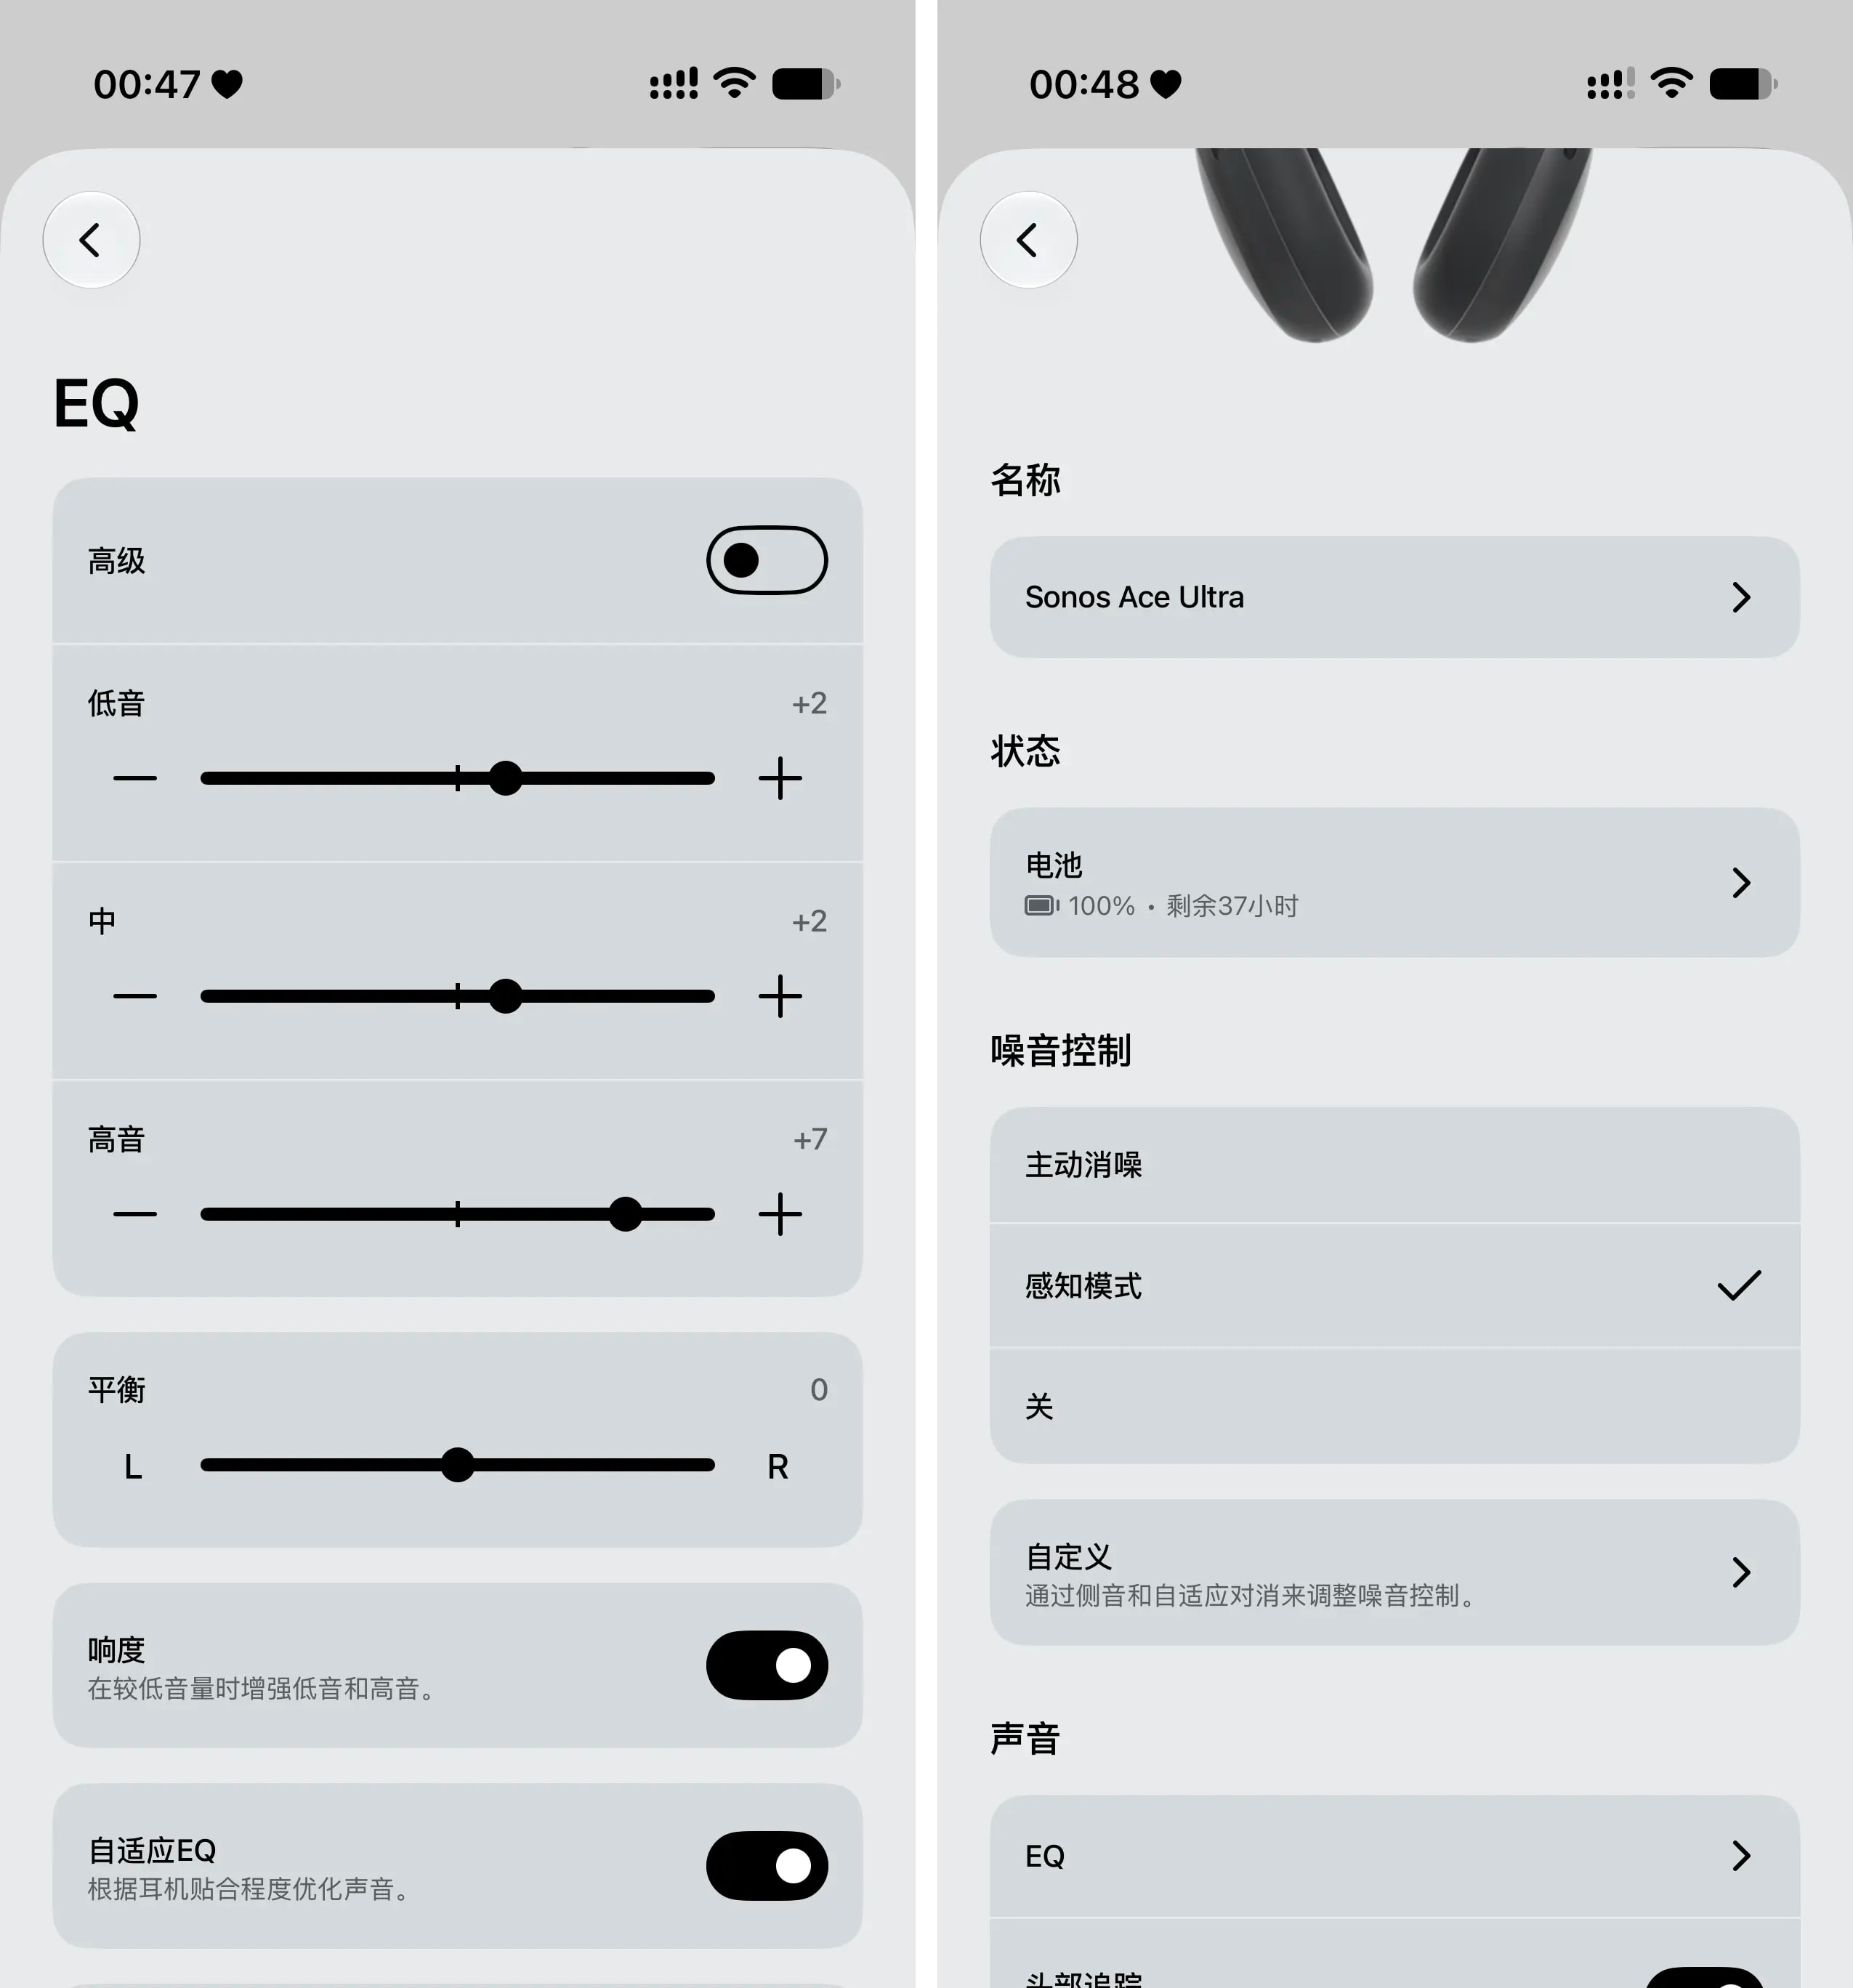 00:47
EQ
高级
低音
+2
中
+2
高音
+7
平衡
0
L
R
响度
在较低音量时增强低音和高音。
自适应EQ
根据耳机贴合程度优化声音。
00:48
名称
Sonos Ace Ultra
状态
电池
100% • 剩余37小时
噪音控制
主动消噪
感知模式
关
自定义
通过侧音和自适应对消来调整噪音控制。
声音
EQ
头部追踪